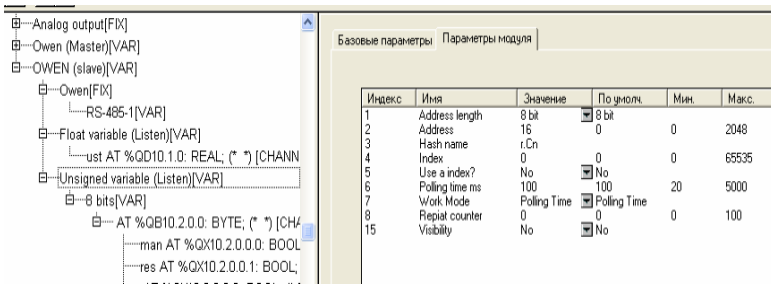 Analog output[FIX]
Owen (Master)[VAR]
OWEN (slave)[VAR]
Owen[FIX]
RS-485-1[VAR]
Float variable (Listen)[VAR]
ust AT %QD10.1.0: REAL; (* *) [CHANN
Unsigned variable (Listen)[VAR]
8 bits[VAR]
AT %QB10.2.0.0: BYTE; (* *) [CHA
man AT %QX10.2.0.0.0: BOOL
res AT %QX10.2.0.0.1: BOOL;
Базовые параметры Параметры модуля
Индекс Имя Значение По умолч. Мин. Макс.
1 Address length 8 bit 8 bit
2 Address 16 0 0 2048
3 Hash name r.Cn
4 Index 0 0 0 65535
5 Use a index? No No
6 Polling time ms 100 100 20 5000
7 Work Mode Polling Time Polling Time
8 Repiat counter 0 0 0 100
15 Visibility No No